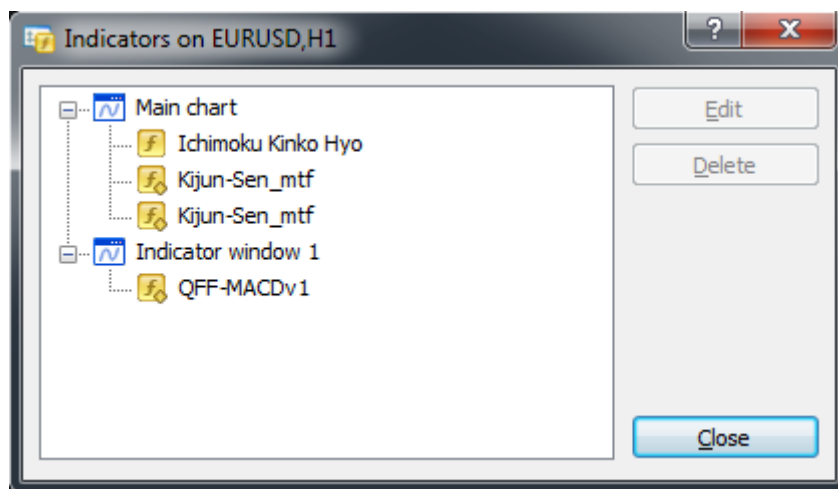 Indicators on EURUSD,H1
?
X
Main chart
Edit
Ichimoku Kinko Hyo
Delete
Kijun-Sen_mtf
Kijun-Sen_mtf
Indicator window 1
QFF-MACDv1
Close